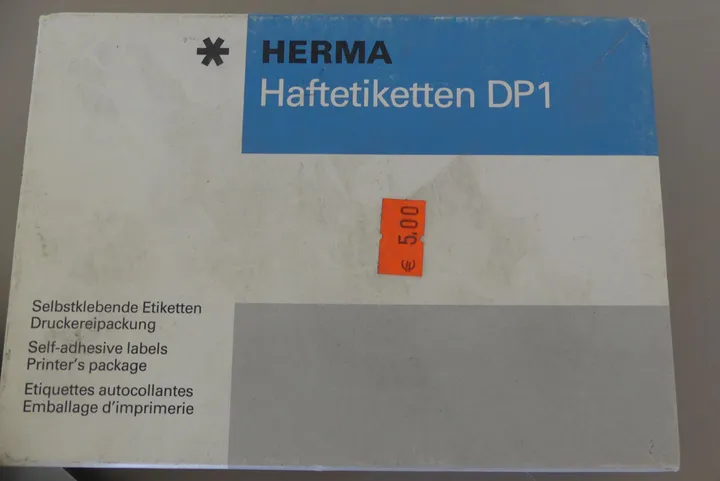 * HERMA
Haftetiketten DP1
€ 5.00
Selbstklebende Etiketten
Druckereipackung
Self-adhesive labels
Printer's package
Etiquettes autocollantes
Emballage d'imprimerie